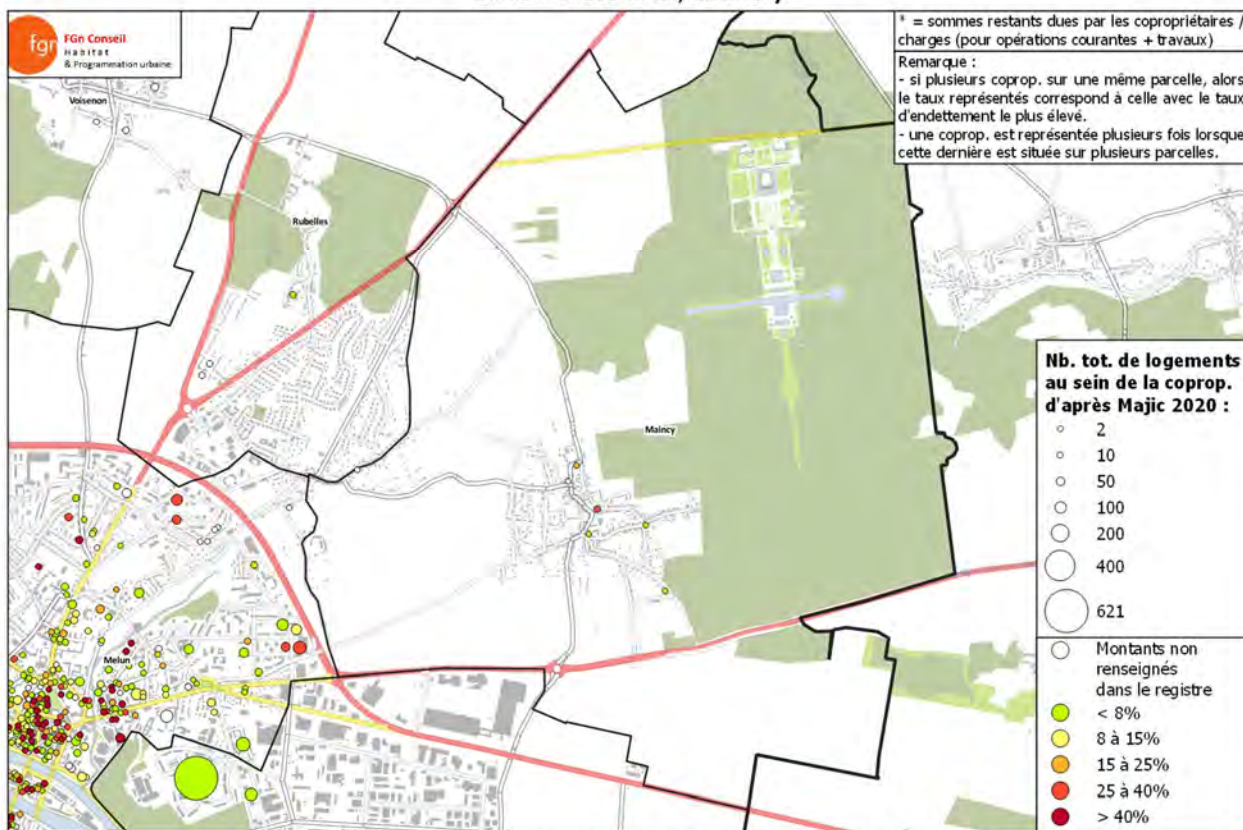 fgn
FGn Conseil
Habitat
& Programmation urbaine
* = sommes restants dues par les copropriétaires /
charges (pour opérations courantes + travaux)
Remarque :
- si plusieurs coprop. sur une même parcelle, alors
le taux représentés correspond à celle avec le taux
d'endettement le plus élevé.
- une coprop. est représentée plusieurs fois lorsque
cette dernière est située sur plusieurs parcelles.
Voisenon
Rubelles
Maincy
Melun
Nb. tot. de logements
au sein de la coprop.
d'après Majic 2020 :
2
10
50
100
200
400
621
Montants non
renseignés
dans le registre
< 8%
8 à 15%
15 à 25%
25 à 40%
> 40%